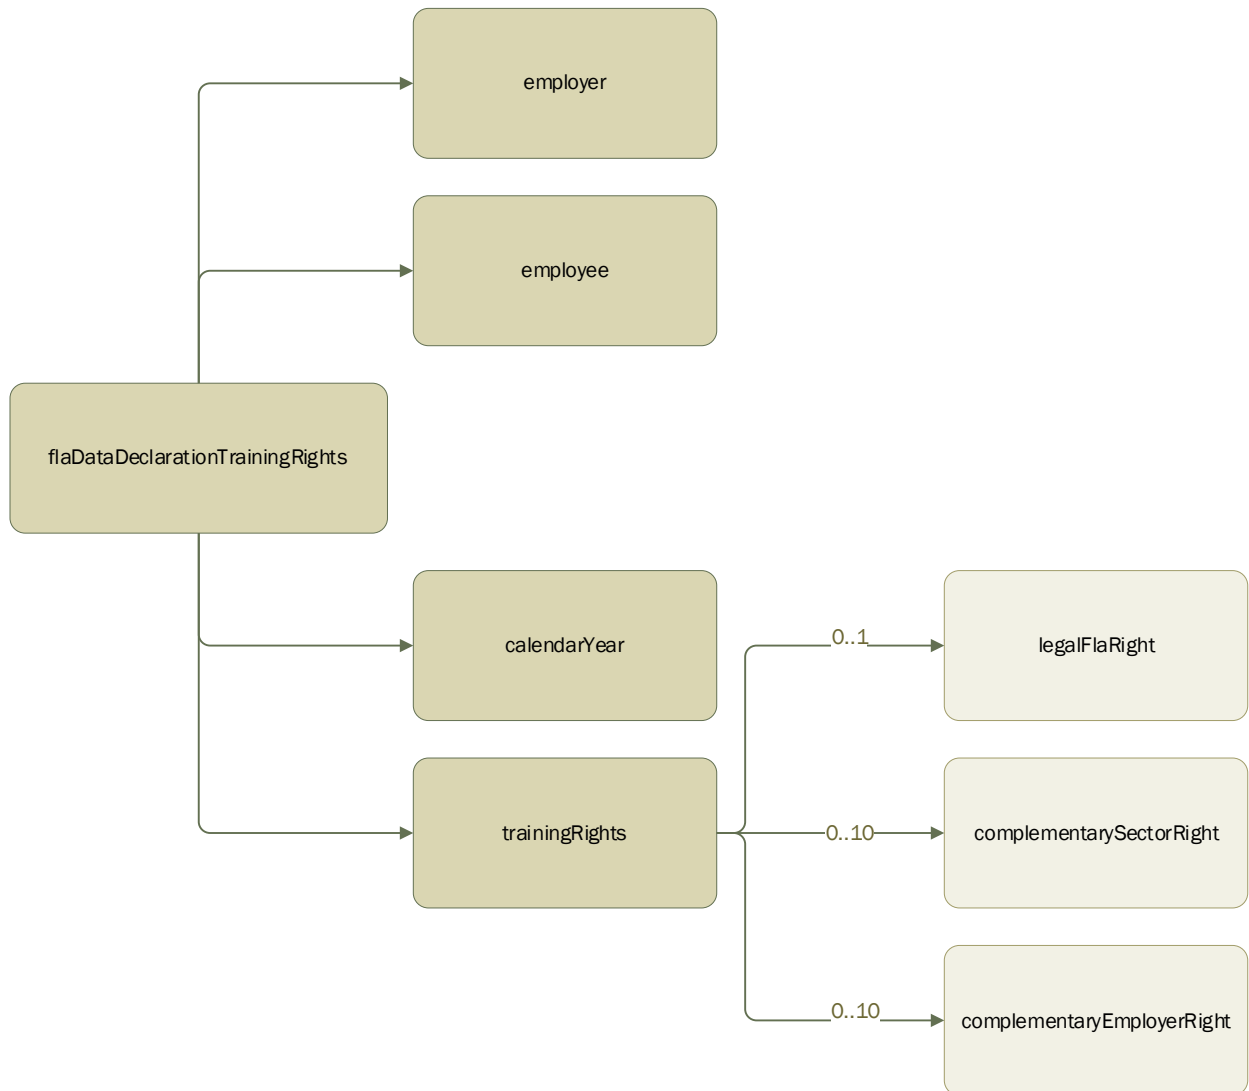 employer
employee
flaDataDeclarationTrainingRights
calendarYear
0..1
legalFlaRight
trainingRights
0..10
complementarySectorRight
0..10
complementaryEmployerRight